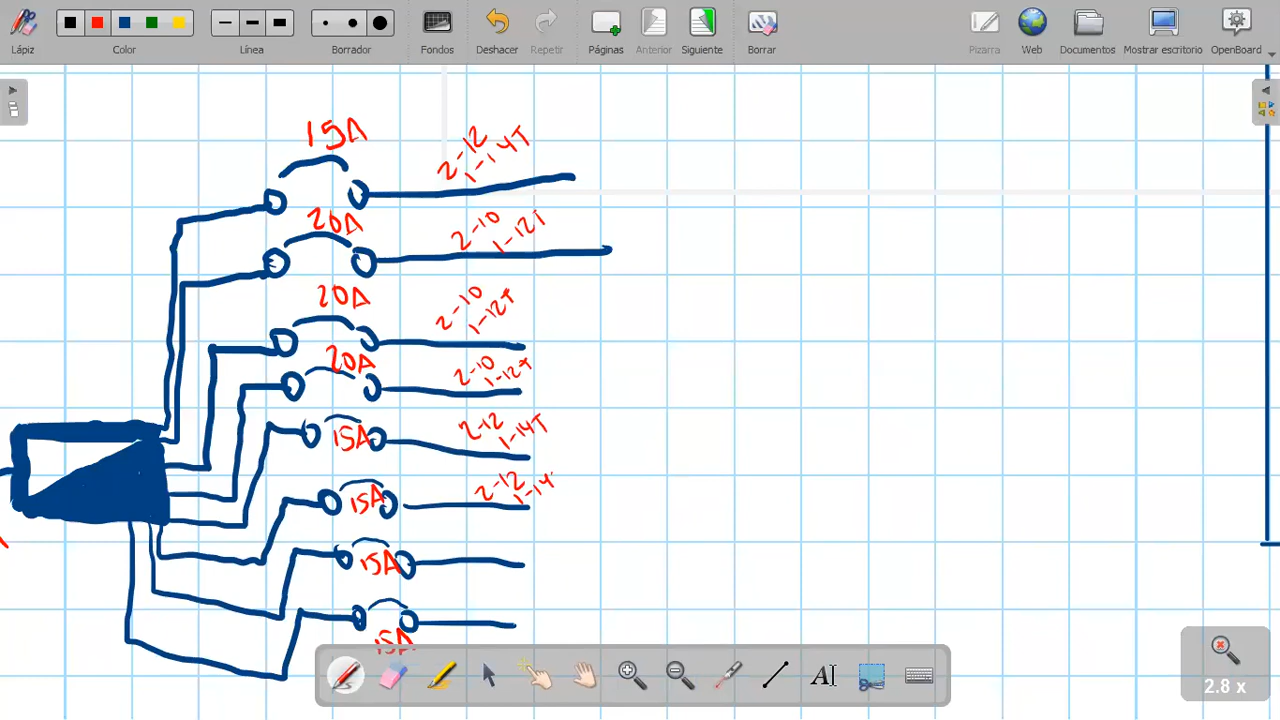 Lápiz
Color
Línea
Borrador
Fondos
Deshacer
Repetir
Páginas
Anterior
Siguiente
Borrar
Pizarra
Web
Documentos
Mostrar escritorio
OpenBoard
15A
2-12
1-14T
20A
2-10
1-12T
20A
2-10
1-12T
20A
2-10
1-12T
15A
2-12
1-14T
15A
2-12
1-14
15A
15A
2.8 x